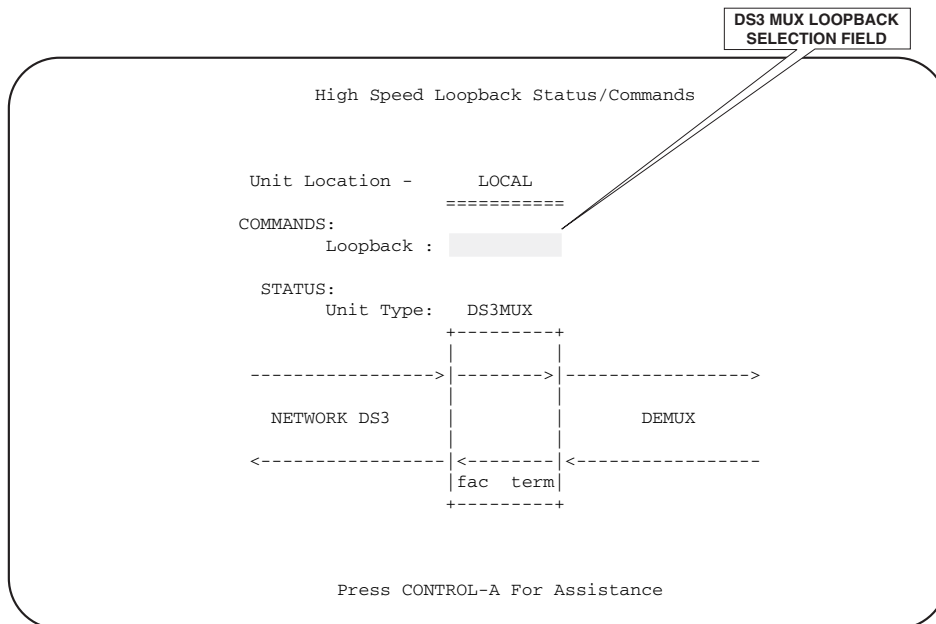 DS3 MUX LOOPBACK
SELECTION FIELD
High Speed Loopback Status/Commands
Unit Location -      LOCAL
===========
COMMANDS:
Loopback :
STATUS:
Unit Type:   DS3MUX
+---------+
|         |
----------------->|-------->|----------------->
|         |
NETWORK DS3       |         |       DEMUX
|         |
<-----------------|<--------|<-----------------
|fac  term|
+---------+
Press CONTROL-A For Assistance